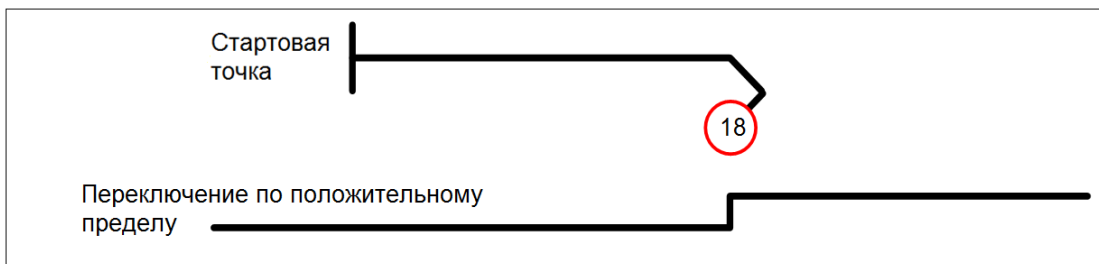 Стартовая
точка
18
Переключение по положительному
пределу